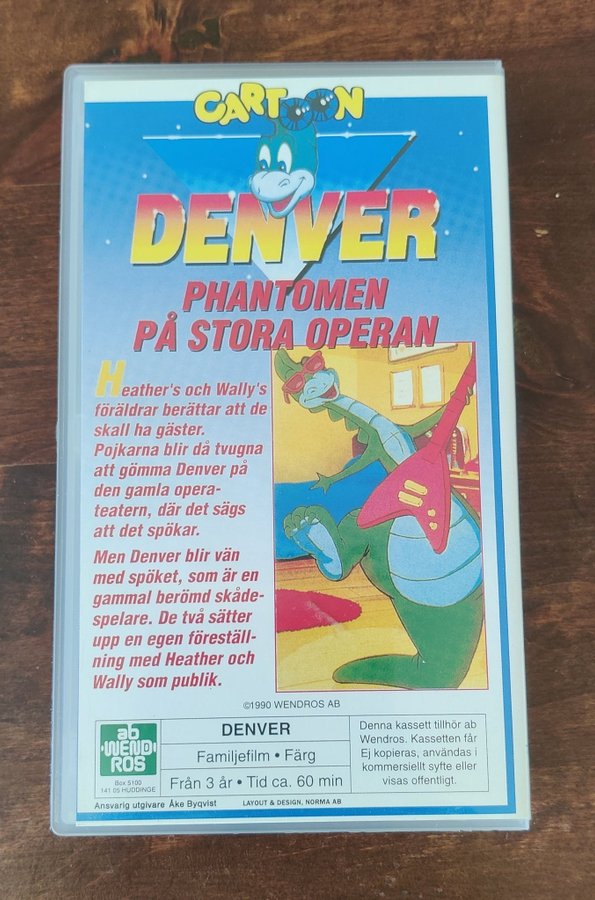 CARTOON
DENVER
PHANTOMEN
PÅ STORA OPERAN
Heather's och Wally's
föräldrar berättar att de
skall ha gäster.
Pojkarna blir då tvugna
att gömma Denver på
den gamla opera-
teatern, där det sägs
att det spökar.
Men Denver blir vän
med spöket, som är en
gammal berömd skåde-
spelare. De två sätter
upp en egen föreställ-
ning med Heather och
Wally som publik.
©1990 WENDROS AB
ab
WEND
ROS
Box 5100
141 05 HUDDINGE
DENVER
Familjefilm • Färg
Från 3 år • Tid ca. 60 min
Denna kassett tillhör ab
Wendros. Kassetten får
Ej kopieras, användas i
kommersiellt syfte eller
visas offentligt.
Ansvarig utgivare Åke Byqvist
LAYOUT & DESIGN, NORMA AB